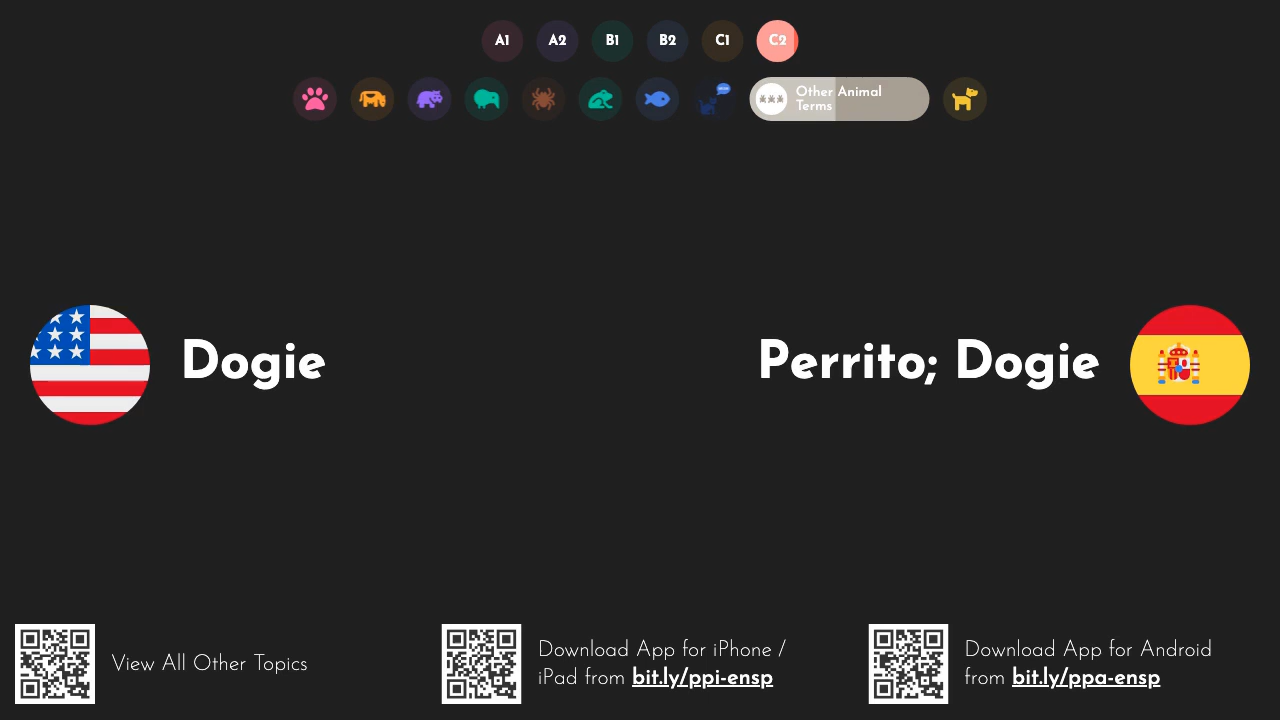 A1 A2 B1 B2 C1 C2
Other Animal
Terms
Dogie
Perrito; Dogie
View All Other Topics
Download App for iPhone /
iPad from bit.ly/ppi-ensp
Download App for Android
from bit.ly/ppa-ensp